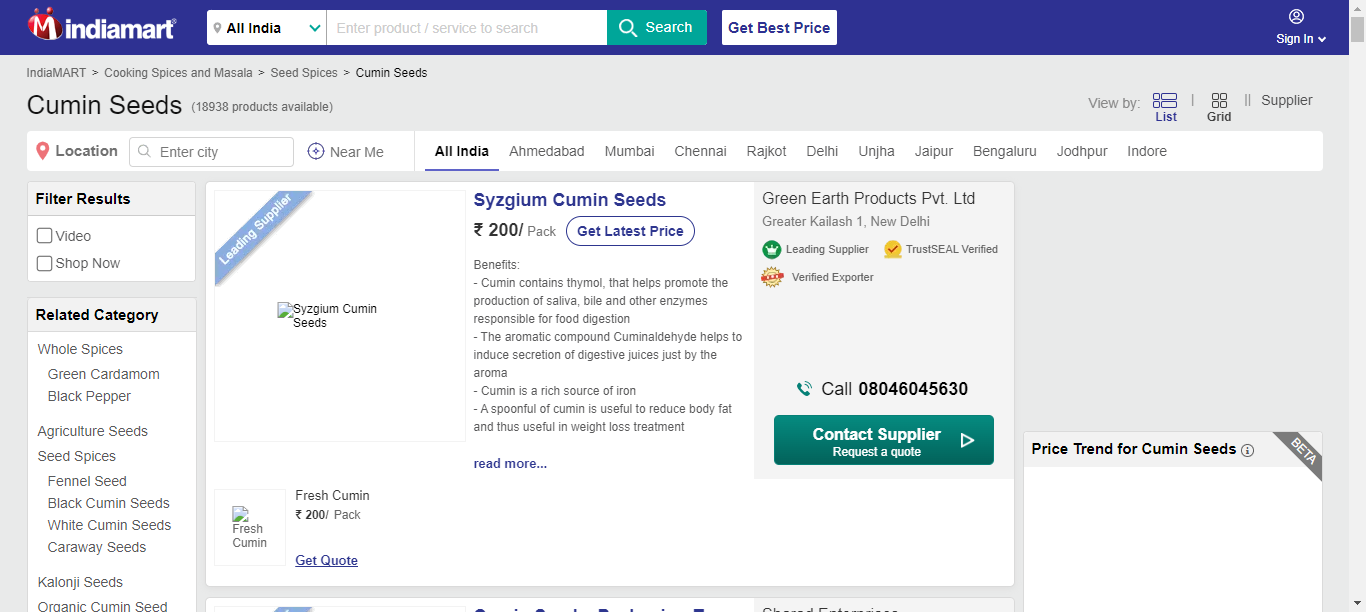 indiamart
All India
Enter product / service to search
Search
Get Best Price
Sign In
IndiaMART > Cooking Spices and Masala > Seed Spices > Cumin Seeds
Cumin Seeds (18938 products available)
View by:
List
Grid
Supplier
Location
Enter city
Near Me
All India
Ahmedabad
Mumbai
Chennai
Rajkot
Delhi
Unjha
Jaipur
Bengaluru
Jodhpur
Indore
Filter Results
Video
Shop Now
Related Category
Whole Spices
Green Cardamom
Black Pepper
Agriculture Seeds
Seed Spices
Fennel Seed
Black Cumin Seeds
White Cumin Seeds
Caraway Seeds
Kalonji Seeds
Organic Cumin Seed
Leading Supplier
Syzgium Cumin
Seeds
Syzgium Cumin Seeds
₹ 200/ Pack
Get Latest Price
Benefits:
- Cumin contains thymol, that helps promote the
production of saliva, bile and other enzymes
responsible for food digestion
- The aromatic compound Cuminaldehyde helps to
induce secretion of digestive juices just by the
aroma
- Cumin is a rich source of iron
- A spoonful of cumin is useful to reduce body fat
and thus useful in weight loss treatment
read more...
Green Earth Products Pvt. Ltd
Greater Kailash 1, New Delhi
Leading Supplier
TrustSEAL Verified
Verified Exporter
Call 08046045630
Contact Supplier
Request a quote
Fresh
Cumin
Fresh Cumin
₹ 200/ Pack
Get Quote
Price Trend for Cumin Seeds
BETA